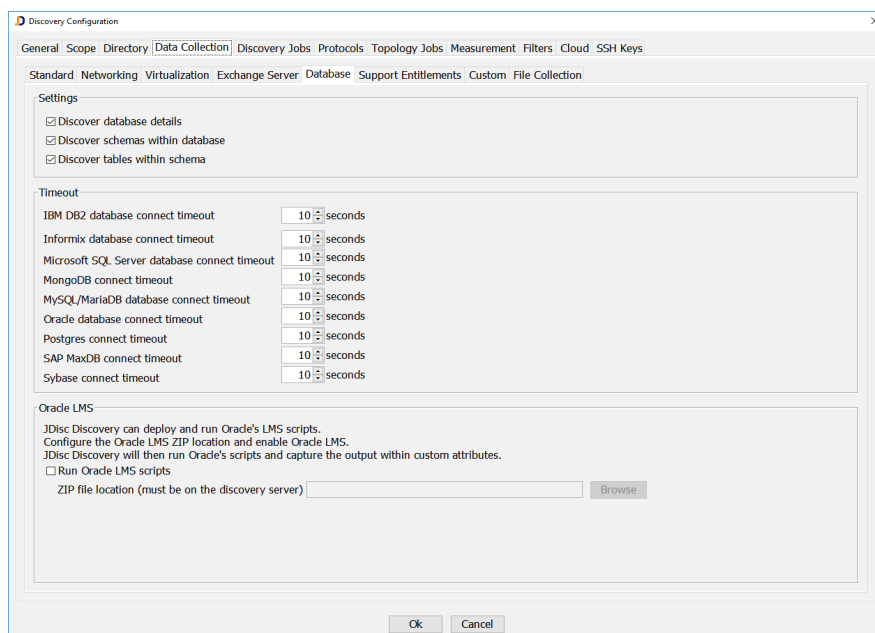 Discovery Configuration
General Scope Directory Data Collection Discovery Jobs Protocols Topology Jobs Measurement Filters Cloud SSH Keys
Standard Networking Virtualization Exchange Server Database Support Entitlements Custom File Collection
Settings
Discover database details
Discover schemas within database
Discover tables within schema
Timeout
IBM DB2 database connect timeout 10 seconds
Informix database connect timeout 10 seconds
Microsoft SQL Server database connect timeout 10 seconds
MongoDB connect timeout 10 seconds
MySQL/MariaDB database connect timeout 10 seconds
Oracle database connect timeout 10 seconds
Postgres connect timeout 10 seconds
SAP MaxDB connect timeout 10 seconds
Sybase connect timeout 10 seconds
Oracle LMS
JDisc Discovery can deploy and run Oracle's LMS scripts.
Configure the Oracle LMS ZIP location and enable Oracle LMS.
JDisc Discovery will then run Oracle's scripts and capture the output within custom attributes.
Run Oracle LMS scripts
ZIP file location (must be on the discovery server) Browse
Ok Cancel